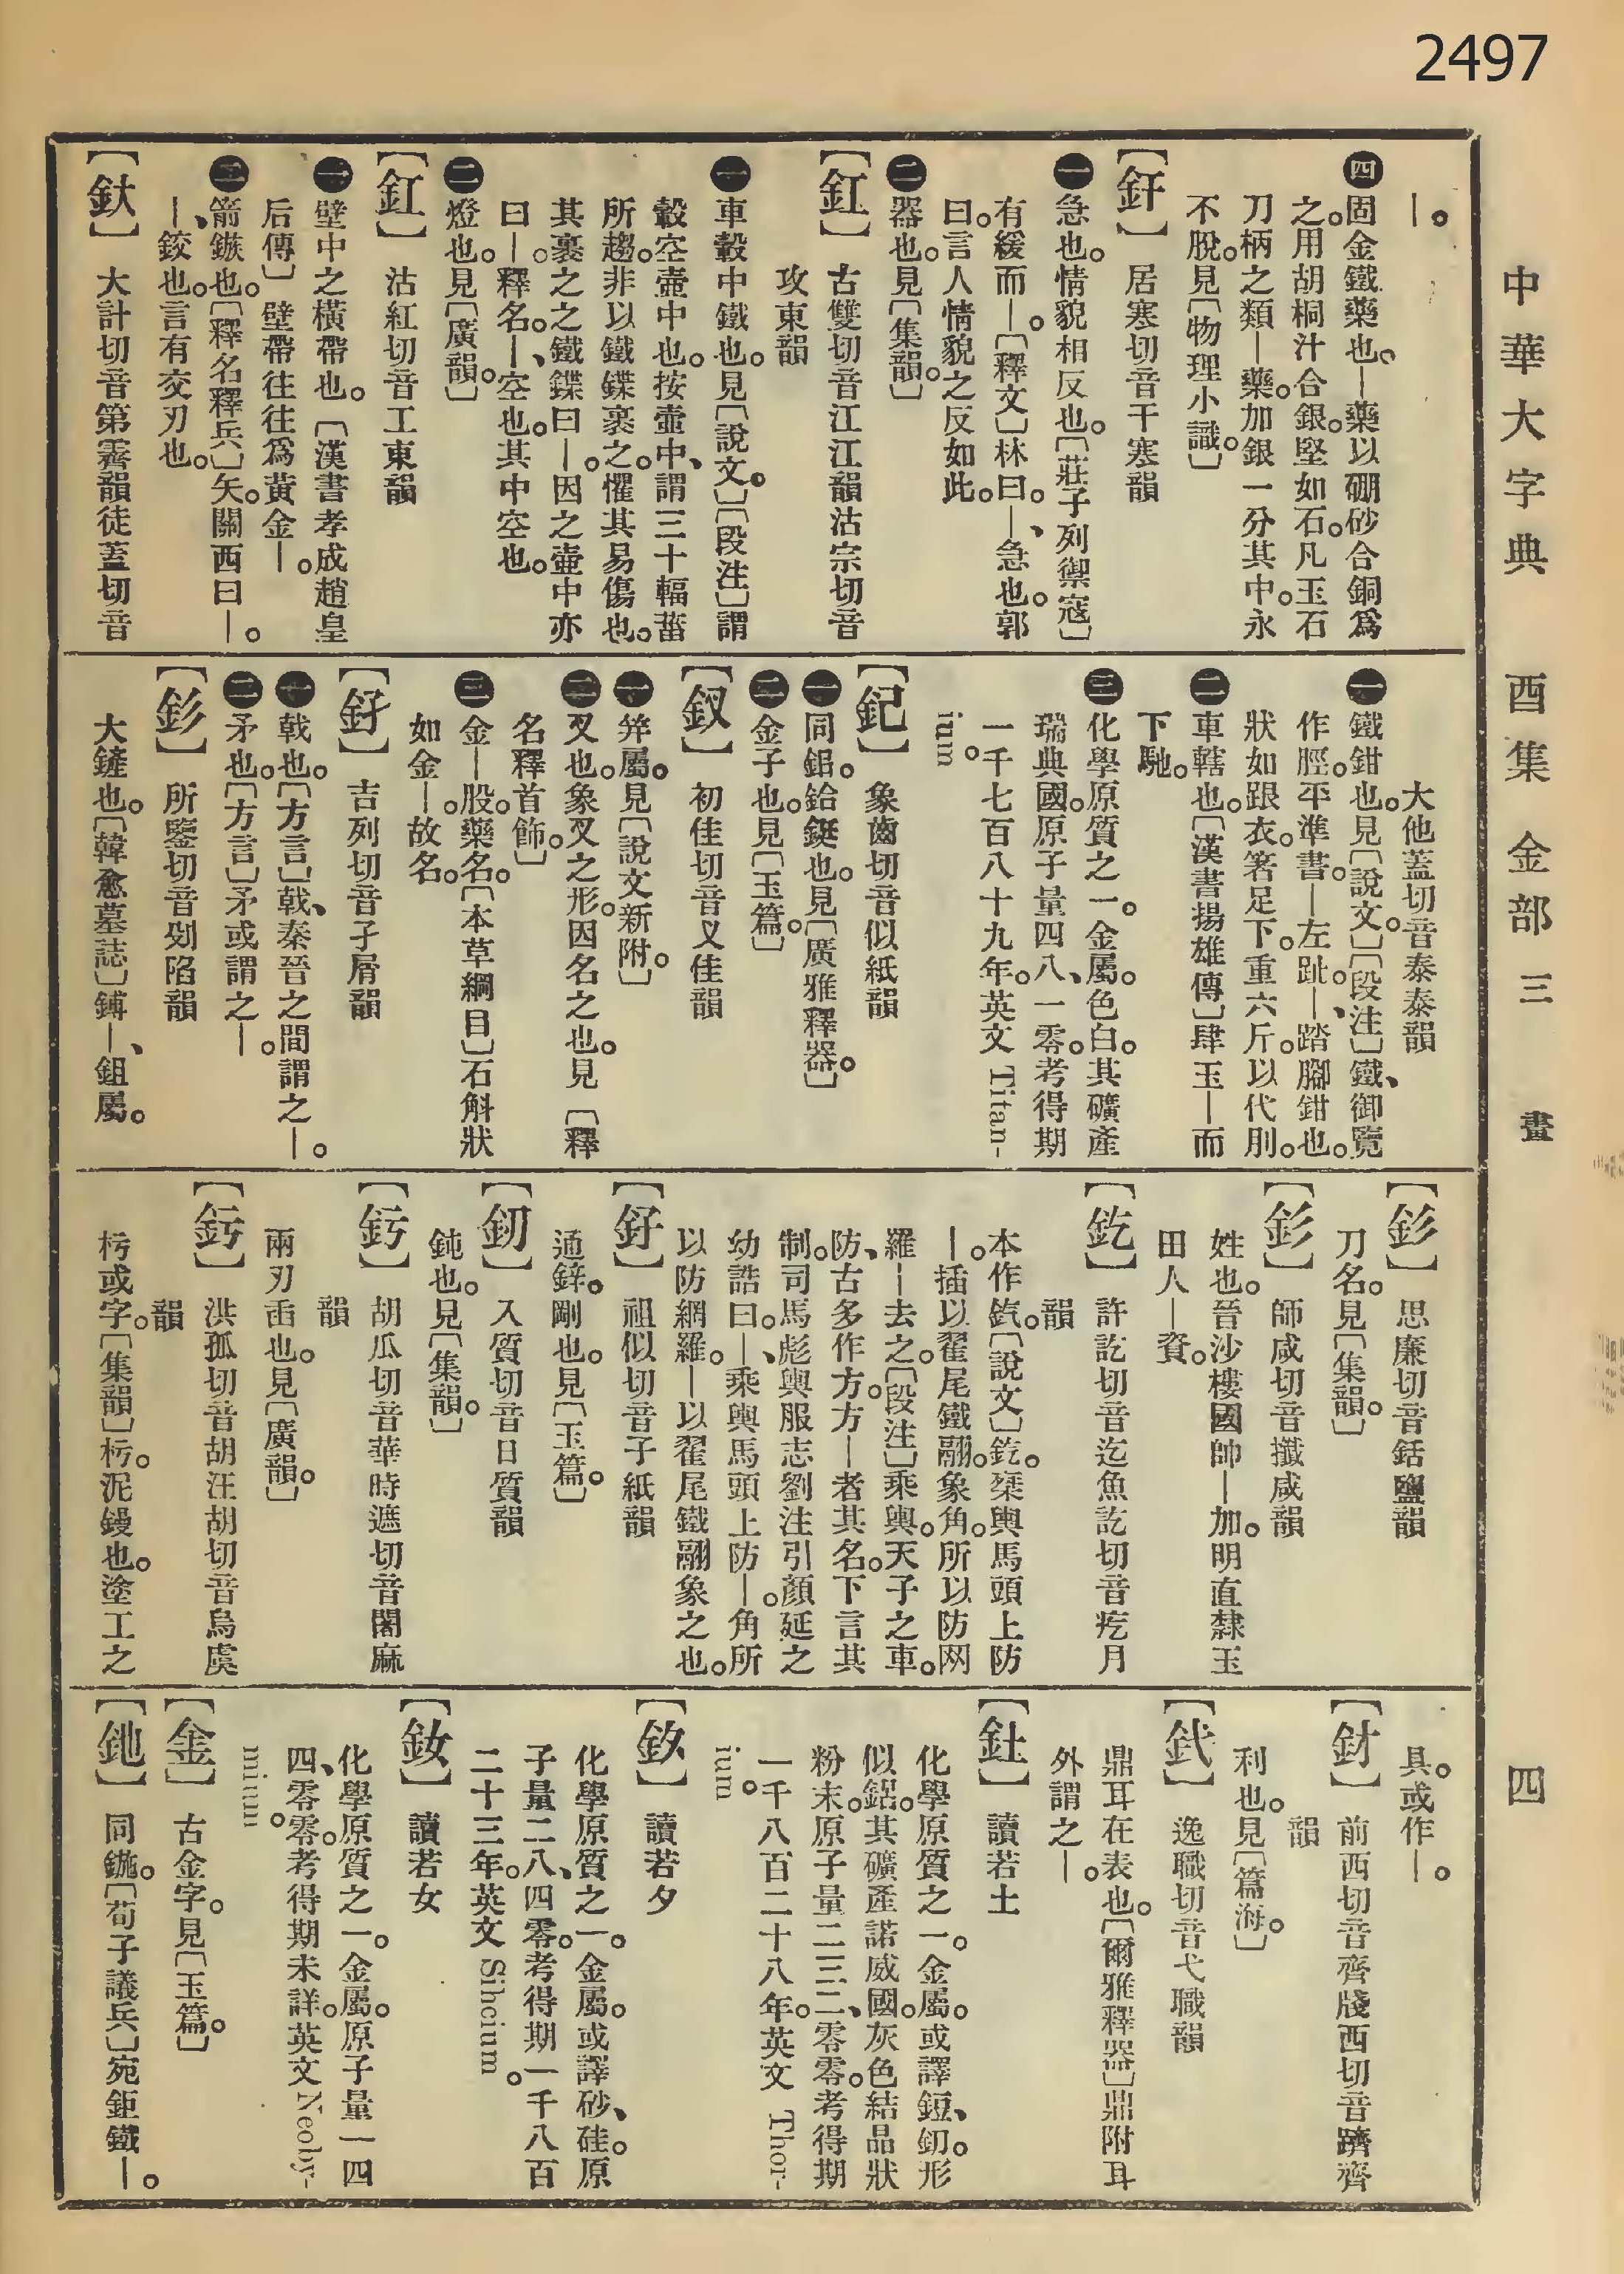 2497
中華大字典　酉集　金部　三畫　四
｜。
㊃固金鐵藥也。｜藥以硼砂合銅爲
之。用胡桐汁合銀。堅如石。凡玉石
刀柄之類｜藥。加銀一分其中。永
不脫。見〔物理小識。〕
【釬】　居寒切音干寒韻
㊀急也。情貌相反也。〔莊子列禦寇〕
有緩而｜。〔釋文〕林曰。｜、急也。郭
曰。言人情貌之反如此。
㊁器也。見〔集韻。〕
【釭】　古雙切音江江韻沽宗切音
攻東韻
㊀車轂中鐵也。見〔說文。〕〔段注〕謂
轂空壷中也。按壷中、謂三十輻菑
所趨。非以鐵鍱裹之。懼其易傷也。
其裹之之鐵鍱曰｜。因之壷中亦
曰｜。釋名。｜、空也。其中空也。
㊁燈也。見〔廣韻。〕
【釭】　沽紅切音工東韻
㊀壁中之橫帶也。〔漢書孝成趙皇
后傳〕壁帶往往爲黃金｜。
㊁箭鏃也。〔釋名釋兵〕矢。關西曰｜。
｜、鉸也。言有交刃也。
【釱】　大計切音第霽韻徒蓋切音
大他蓋切音泰泰韻
㊀鐵鉗也。見〔說文。〕〔段注〕鐵、御覽
作脛。平準書。｜左趾。｜、踏腳鉗也。
狀如跟衣。箸足下。重六斤。以代刖。
㊁車轄也。〔漢書揚雄傳〕肆玉｜而
下馳。
㊂化學原質之一。金屬。色白。其礦產
瑞典國。原子量四八、一零。考得期
一千七百八十九年。英文 Titan-
ium。
【釲】　象齒切音似紙韻
㊀同鋁。鉿鋌也。見〔廣雅釋器。〕
㊁金子也。見〔玉篇。〕
【釵】　初佳切音叉佳韻
㊀笄屬。見〔說文新附。〕
㊁叉也。象叉之形。因名之也。見〔釋
名釋首飾。〕
㊂金｜股。藥名。〔本草綱目〕石斛狀
如金｜。故名。
【釨】　吉列切音孑屑韻
㊀戟也。〔方言〕戟、秦晉之間謂之｜。
㊁矛也。〔方言〕矛或謂之｜。
【釤】　所鑒切音剡陷韻
大鏟也。〔韓愈墓誌〕鎛｜、鉏屬。
【釤】　思廉切音銛鹽韻
刀名。見〔集韻。〕
【釤】　師咸切音攕咸韻
姓也。晉沙樓國帥｜加。明直隸玉
田人｜資。
【釳】　許訖切音迄魚訖切音疙月
韻
本作鈗。〔說文〕釳。椉輿馬頭上防
｜。插以翟尾鐵翮。象角。所以防网
羅｜去之。〔段注〕乘輿。天子之車。
防、古多作方。方｜者其名。下言其
制。司馬彪輿服志劉注引顏延之
幼誥曰。｜、乘輿馬頭上防｜。角所
以防網羅。｜以翟尾鐵翮象之也。
【釨】　祖似切音子紙韻
通鋅。剛也。見〔玉篇。〕
【釰】　入質切音日質韻
鈍也。見〔集韻。〕
【釫】　胡瓜切音華時遮切音闍麻
韻
兩刃臿也。見〔廣韻。〕
【釫】　洪孤切音胡汪胡切音烏虞
韻
杇或字。〔集韻〕杇。泥鏝也。塗工之
具。或作｜。
【釮】　前西切音齊牋西切音躋齊
韻
利也。見〔篇海。〕
【釴】　逸職切音弋職韻
鼎耳在表也。〔爾雅釋器〕鼎附耳
外謂之｜。
【釷】　讀若土
化學原質之一。金屬。或譯鋀、釰。形
似鋁。其礦產諾威國。灰色結晶狀
粉末。原子量二三二、零零。考得期
一千八百二十八年。英文 Thor-
ium。
【釸】　讀若夕
化學原質之一。金屬。或譯砂、硅。原
子量二八、四零。考得期一千八百
二十三年。英文 Siheium。
【釹】　讀若女
化學原質之一。金屬。原子量一四
四、零零。考得期未詳。英文 Neohy-
mium。
【釒】　古金字。見〔玉篇。〕
【釶】　同鍦。〔荀子議兵〕宛鉅鐵｜。